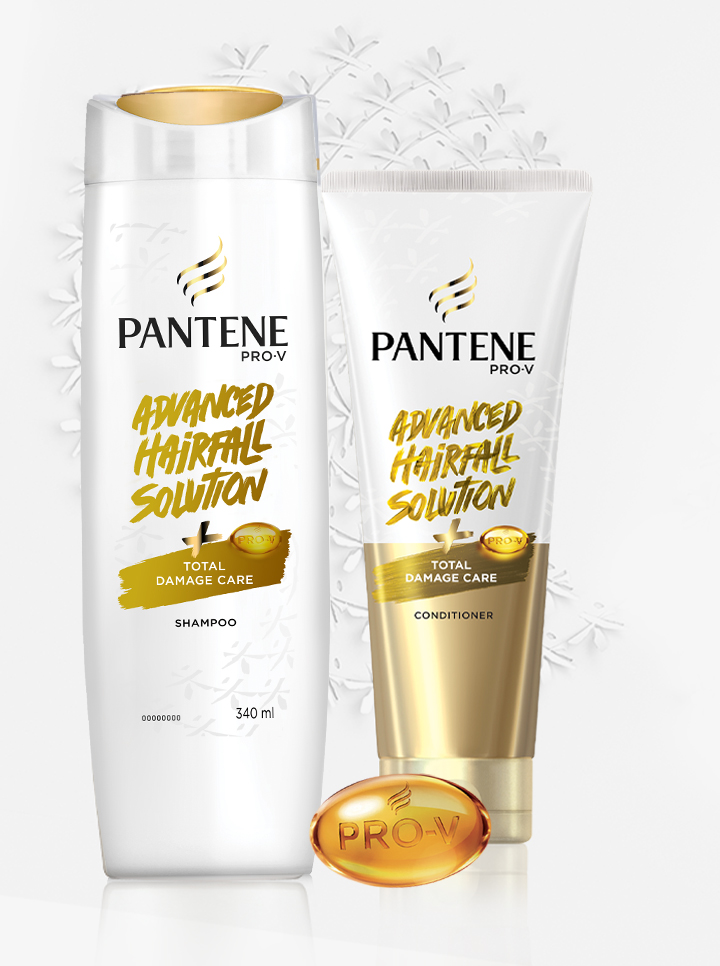 PANTENE
PRO-V
ADVANCED
HAiRFALL
SOLUTION
+ PRO-V
TOTAL
DAMAGE CARE
SHAMPOO
00000000 340 ml
PANTENE
PRO-V
ADVANCED
HAiRFALL
SOLUTION
+ PRO-V
TOTAL
DAMAGE CARE
CONDITIONER
PRO-V